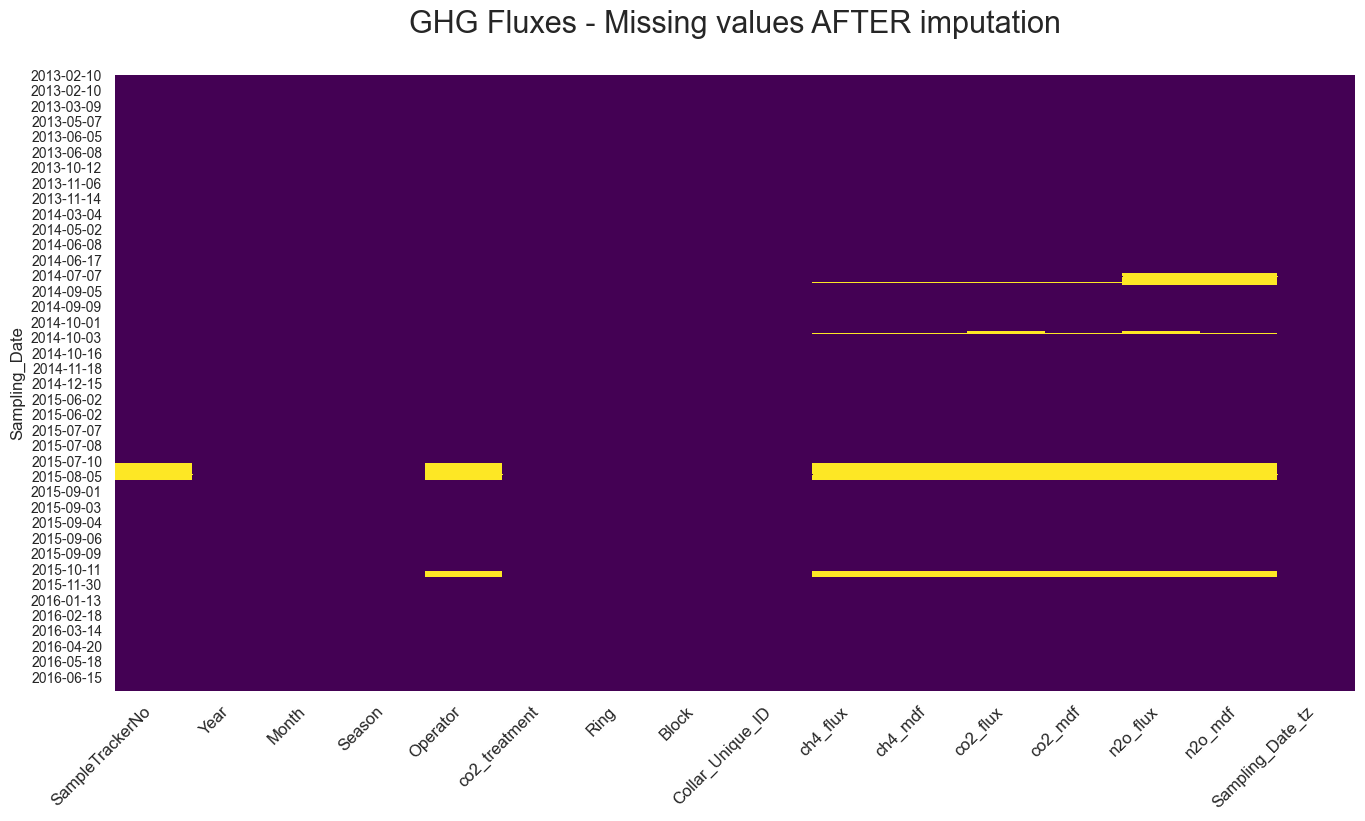 GHG Fluxes - Missing values AFTER imputation
Sampling_Date
2013-02-10
2013-02-10
2013-03-09
2013-05-07
2013-06-05
2013-06-08
2013-10-12
2013-11-06
2013-11-14
2014-03-04
2014-05-02
2014-06-08
2014-06-17
2014-07-07
2014-09-05
2014-09-09
2014-10-01
2014-10-03
2014-10-16
2014-11-18
2014-12-15
2015-06-02
2015-06-02
2015-07-07
2015-07-08
2015-07-10
2015-08-05
2015-09-01
2015-09-03
2015-09-04
2015-09-06
2015-09-09
2015-10-11
2015-11-30
2016-01-13
2016-02-18
2016-03-14
2016-04-20
2016-05-18
2016-06-15
SampleTrackerNo
Year
Month
Season
Operator
co2_treatment
Ring
Block
Collar_Unique_ID
ch4_flux
ch4_mdf
co2_flux
co2_mdf
n2o_flux
n2o_mdf
Sampling_Date_tz